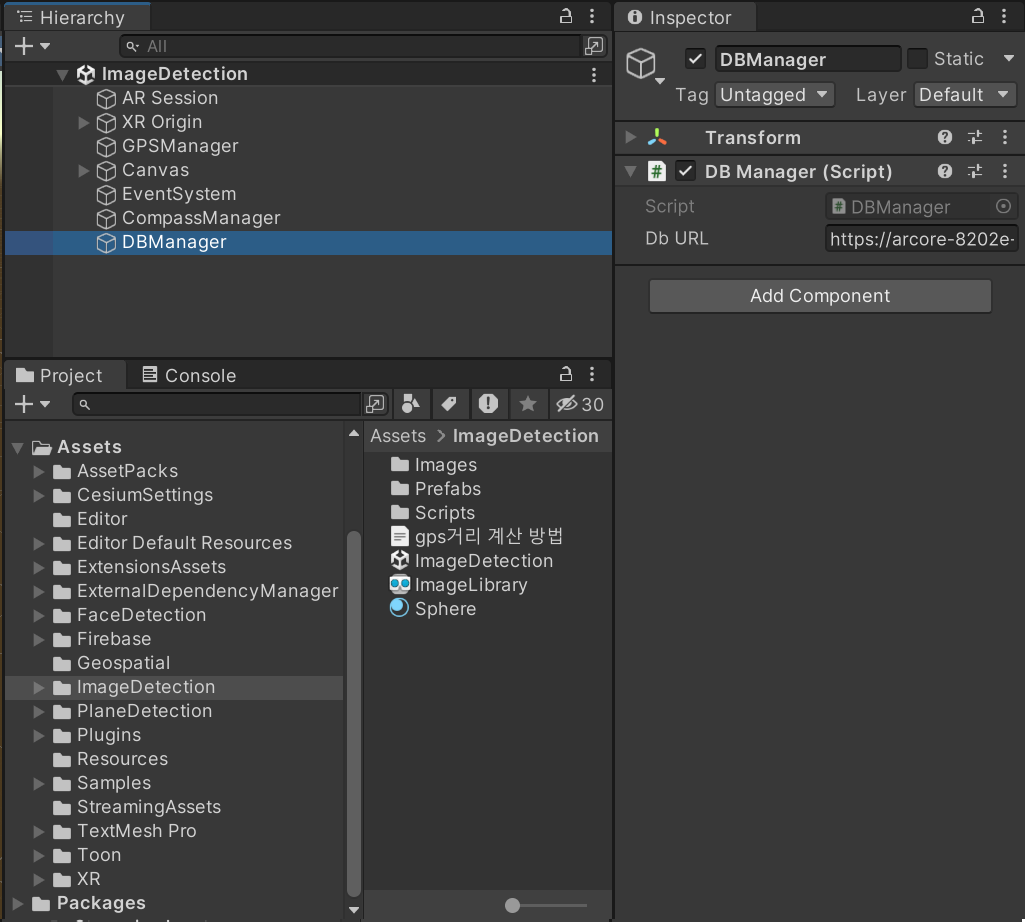 Hierarchy
All
ImageDetection
AR Session
XR Origin
GPSManager
Canvas
EventSystem
CompassManager
DBManager
Project
Console
30
Assets
AssetPacks
CesiumSettings
Editor
Editor Default Resources
ExtensionsAssets
ExternalDependencyManager
FaceDetection
Firebase
Geospatial
ImageDetection
PlaneDetection
Plugins
Resources
Samples
StreamingAssets
TextMesh Pro
Toon
XR
Packages
Assets > ImageDetection
Images
Prefabs
Scripts
gps거리 계산 방법
ImageDetection
ImageLibrary
Sphere
Inspector
DBManager
Static
Tag Untagged Layer Default
Transform
# DB Manager (Script)
Script # DBManager
Db URL https://arcore-8202e-
Add Component